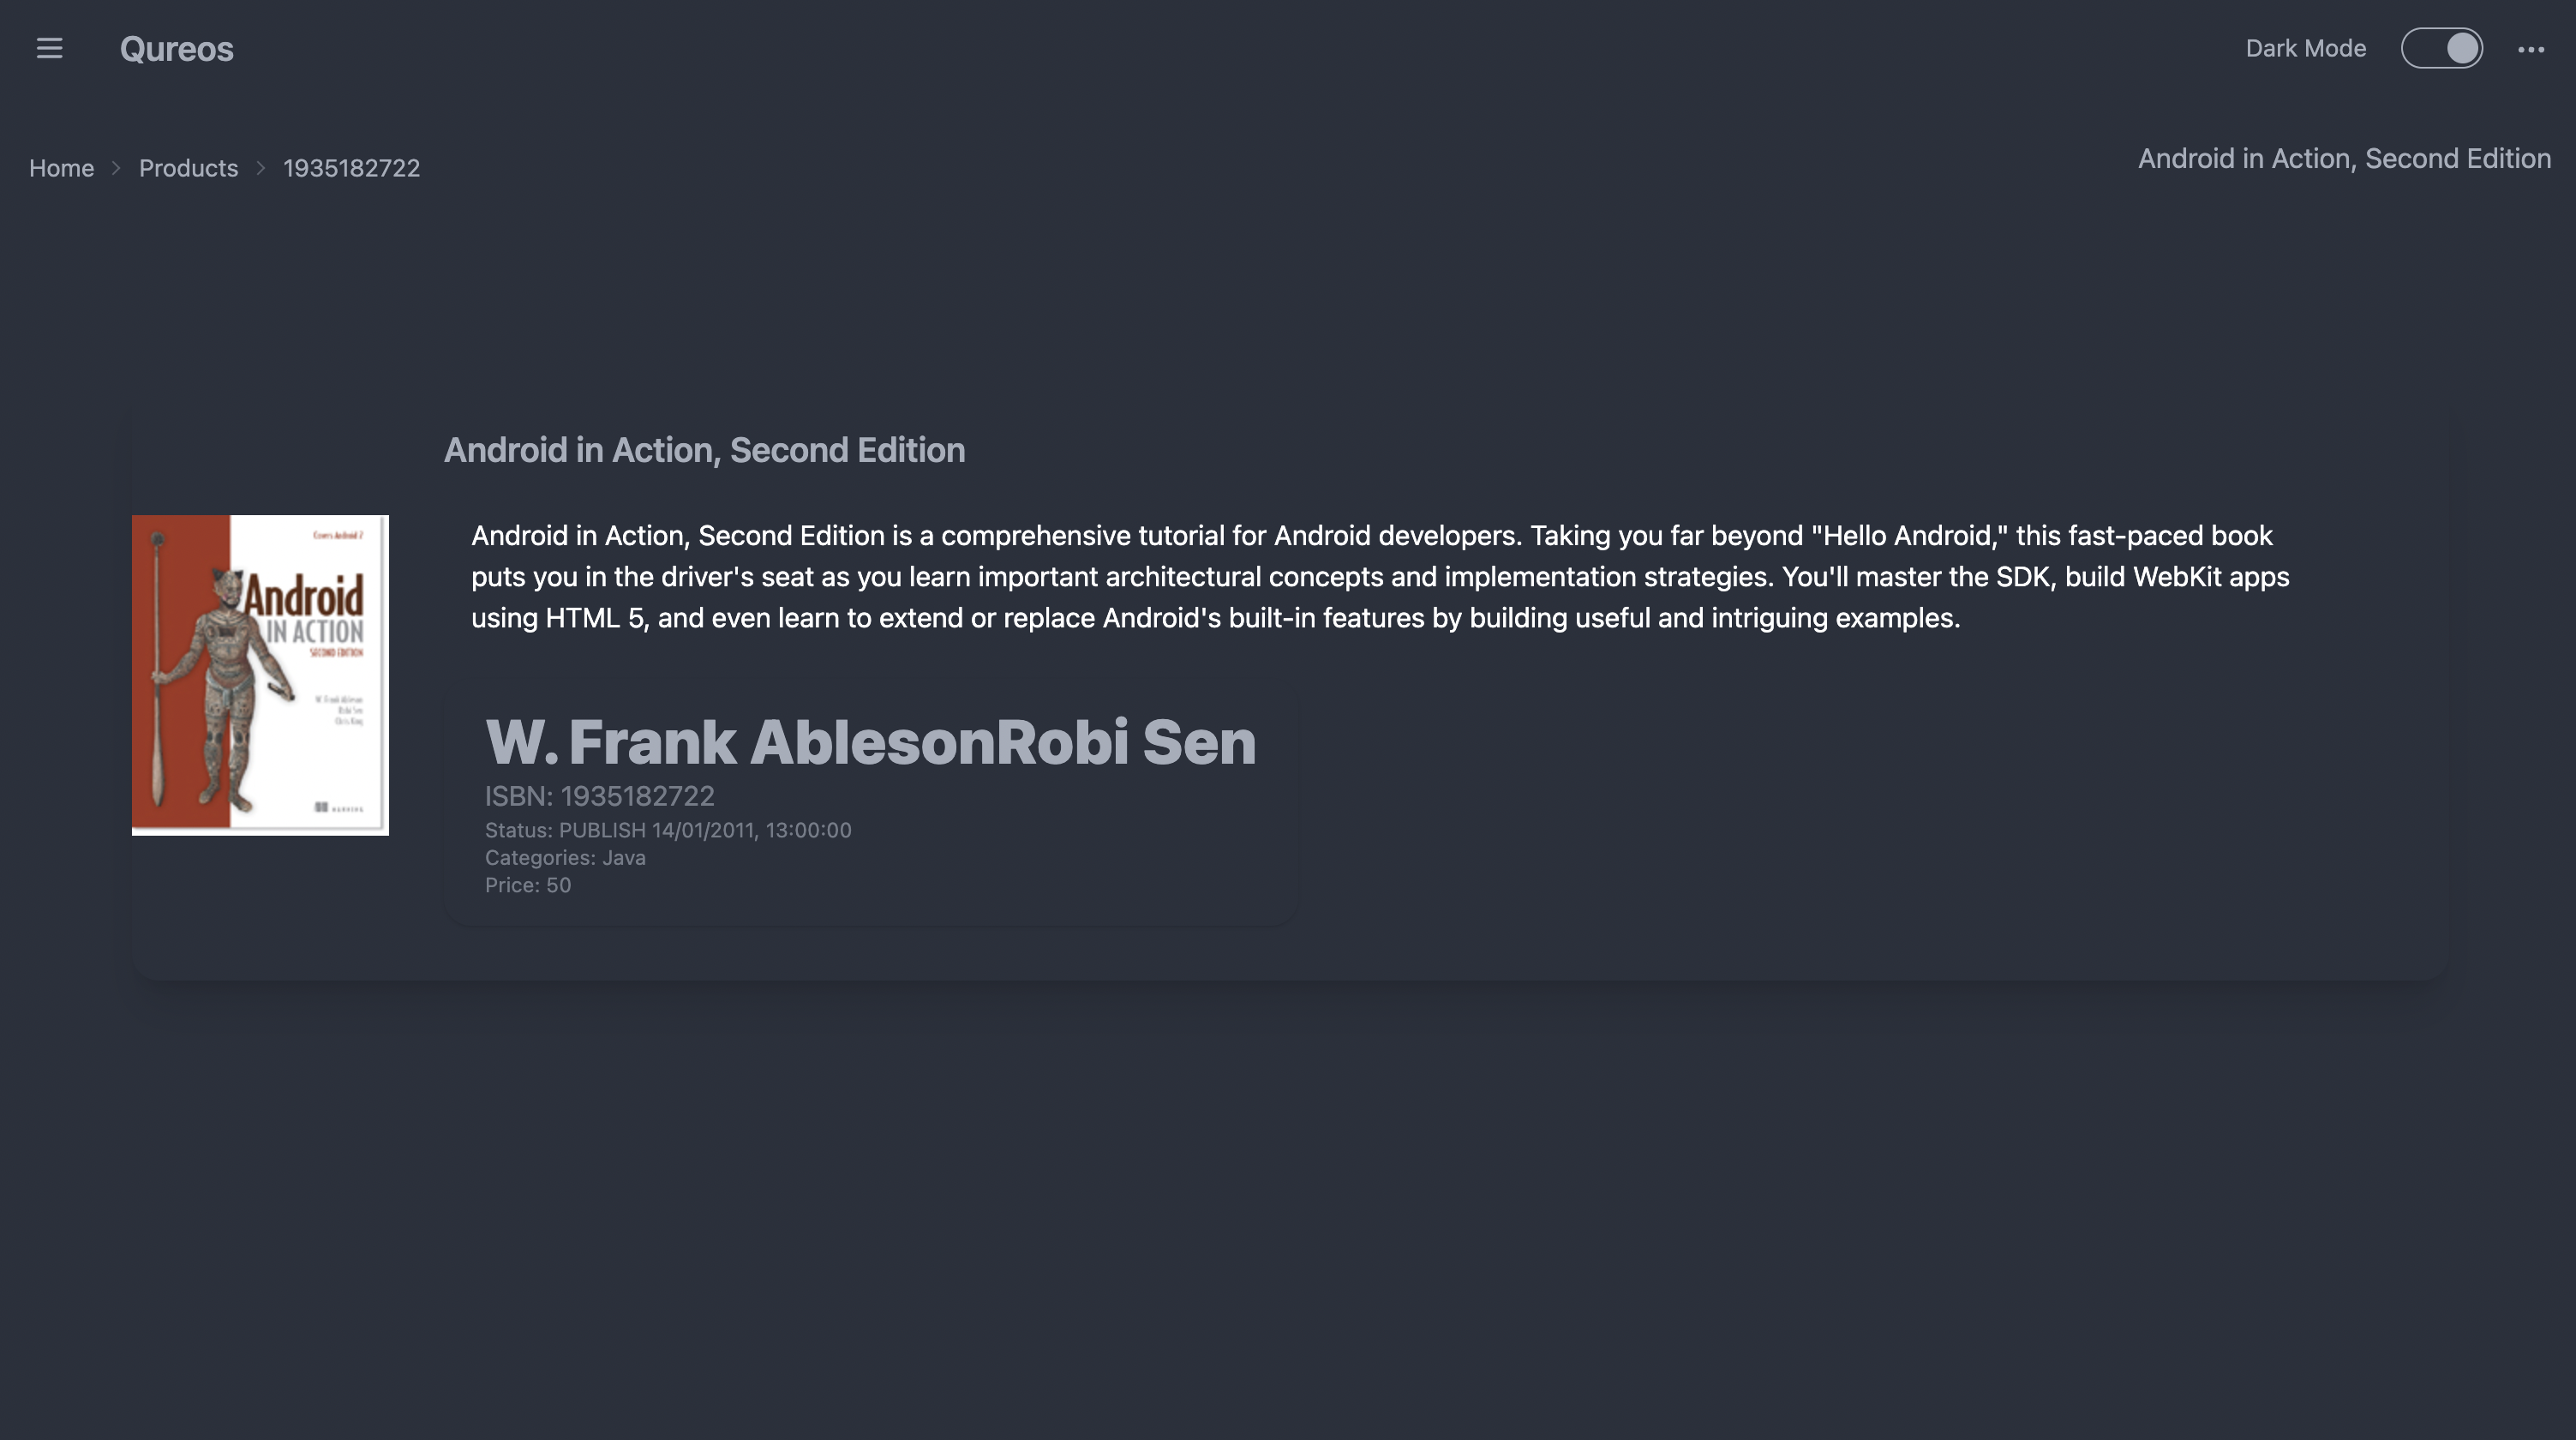 Qureos
Dark Mode
Home
Products
1935182722
Android in Action, Second Edition
Android in Action, Second Edition
Covers Android 2
Android
IN ACTION
SECOND EDITION
W. Frank Ableson
Robi Sen
Chris King
MANNING
Android in Action, Second Edition is a comprehensive tutorial for Android developers. Taking you far beyond "Hello Android," this fast-paced book
puts you in the driver's seat as you learn important architectural concepts and implementation strategies. You'll master the SDK, build WebKit apps
using HTML 5, and even learn to extend or replace Android's built-in features by building useful and intriguing examples.
W. Frank AblesonRobi Sen
ISBN: 1935182722
Status: PUBLISH 14/01/2011, 13:00:00
Categories: Java
Price: 50